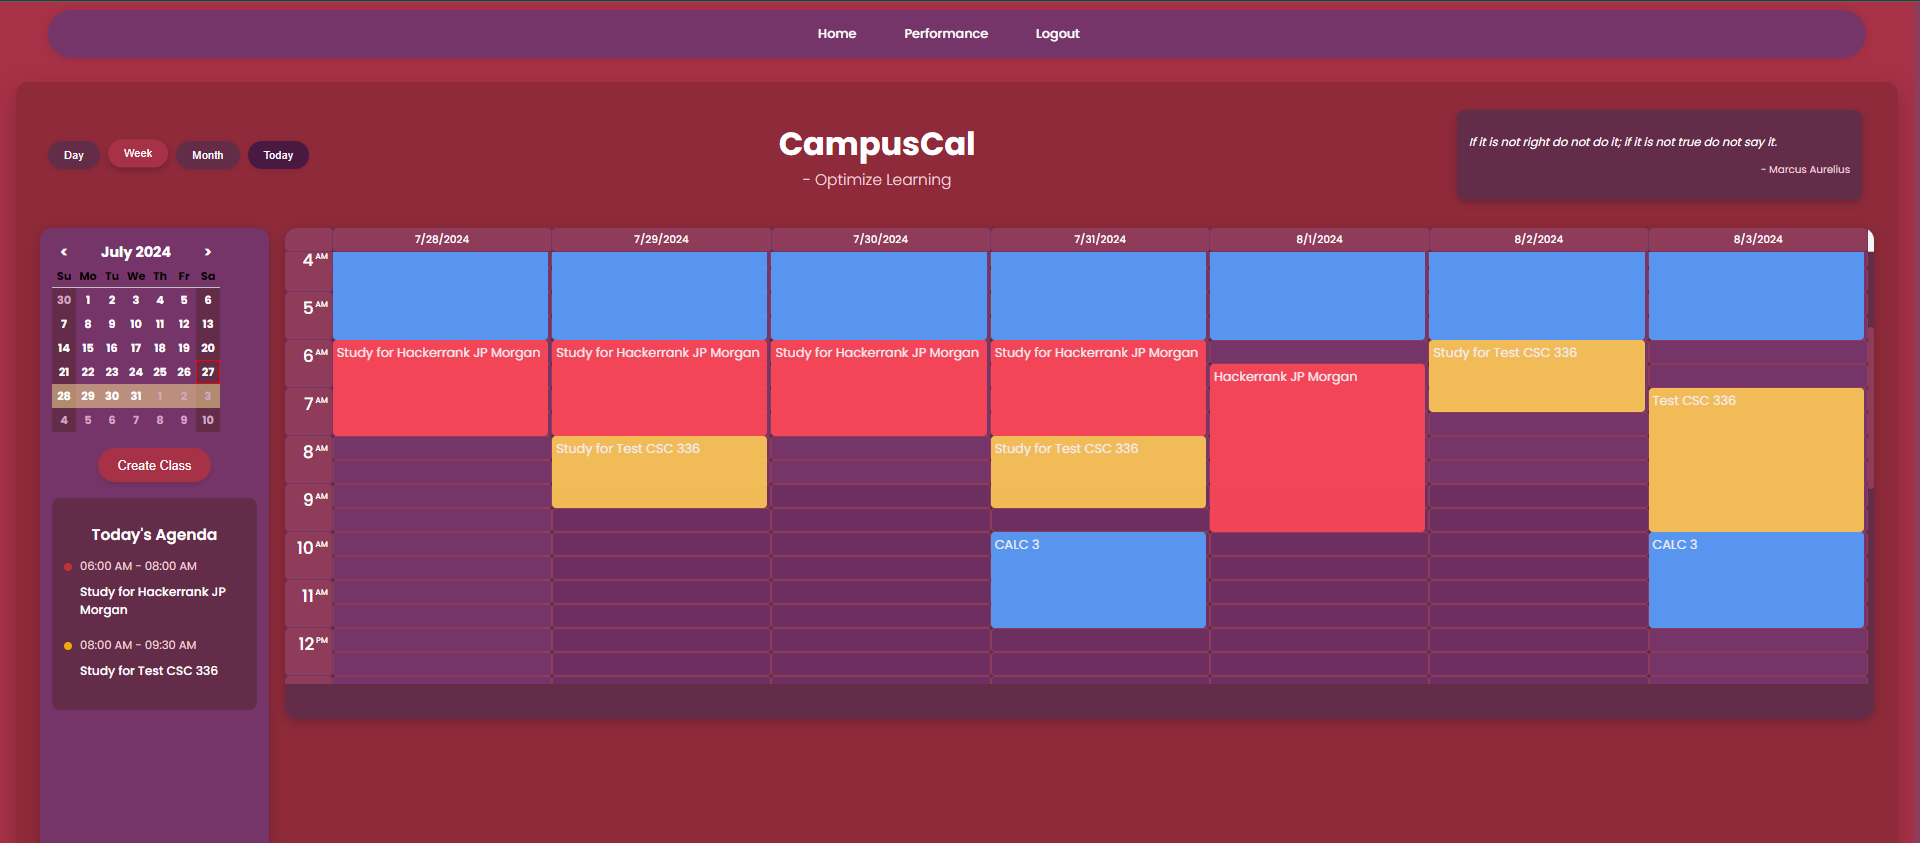 Home Performance Logout
Day Week Month Today
CampusCal
- Optimize Learning
If it is not right do not do it; if it is not true do not say it.
- Marcus Aurelius
< July 2024 >
Su Mo Tu We Th Fr Sa
30 1 2 3 4 5 6
7 8 9 10 11 12 13
14 15 16 17 18 19 20
21 22 23 24 25 26 27
28 29 30 31 1 2 3
4 5 6 7 8 9 10
Create Class
Today's Agenda
06:00 AM - 08:00 AM
Study for Hackerrank JP
Morgan
08:00 AM - 09:30 AM
Study for Test CSC 336
7/28/2024 7/29/2024 7/30/2024 7/31/2024 8/1/2024 8/2/2024 8/3/2024
4 AM
5 AM
6 AM Study for Hackerrank JP Morgan Study for Hackerrank JP Morgan Study for Hackerrank JP Morgan Study for Hackerrank JP Morgan Study for Test CSC 336
Hackerrank JP Morgan
7 AM Test CSC 336
8 AM Study for Test CSC 336 Study for Test CSC 336
9 AM
10 AM CALC 3 CALC 3
11 AM
12 PM